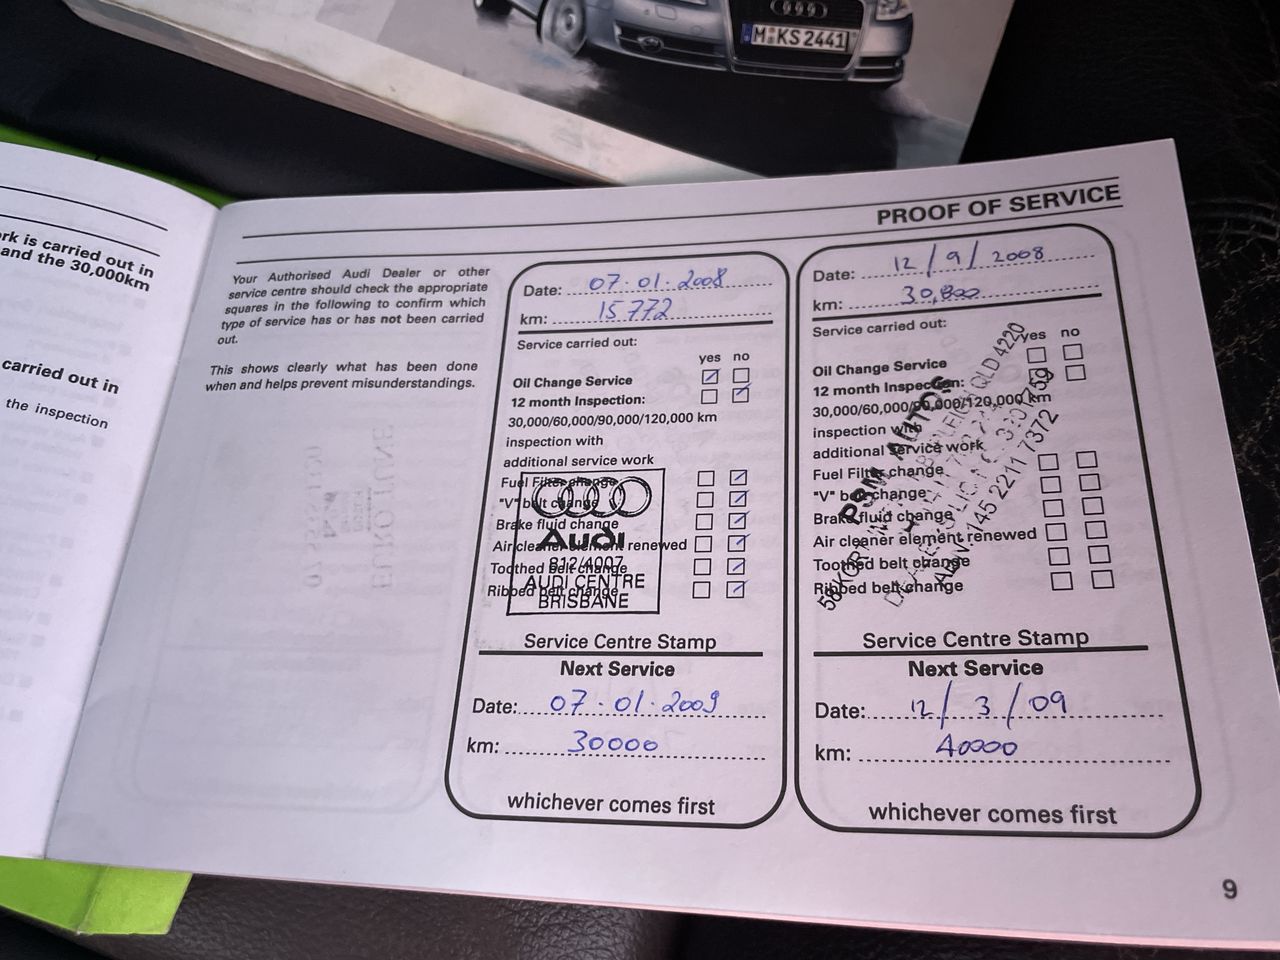 M KS 2441
rk is carried out in
and the 30,000km
carried out in
the inspection
PROOF OF SERVICE
Your Authorised Audi Dealer or other
service centre should check the appropriate
squares in the following to confirm which
type of service has or has not been carried
out.
This shows clearly what has been done
when and helps prevent misunderstandings.
Date: 07.01.2008
km: 15772
Service carried out:
yes no
Oil Change Service
12 month Inspection:
30,000/60,000/90,000/120,000 km
inspection with
additional service work
Fuel Filter change
"V" belt change
Brake fluid change
Air cleaner element renewed
Toothed belt change
Ribbed belt change
Audi
812/4007
AUDI CENTRE
BRISBANE
Service Centre Stamp
Next Service
Date: 07.01.2009
km: 30000
whichever comes first
Date: 12/9/2008
km: 30,800
Service carried out:
yes no
Oil Change Service
12 month Inspection:
30,000/60,000/90,000/120,000 km
inspection with
additional service work
Fuel Filter change
"V" belt change
Brake fluid change
Air cleaner element renewed
Toothed belt change
Ribbed belt change
PSM AUTOS
QLD 4220
2211 7372
Service Centre Stamp
Next Service
Date: 12/3/09
km: 40000
whichever comes first
9